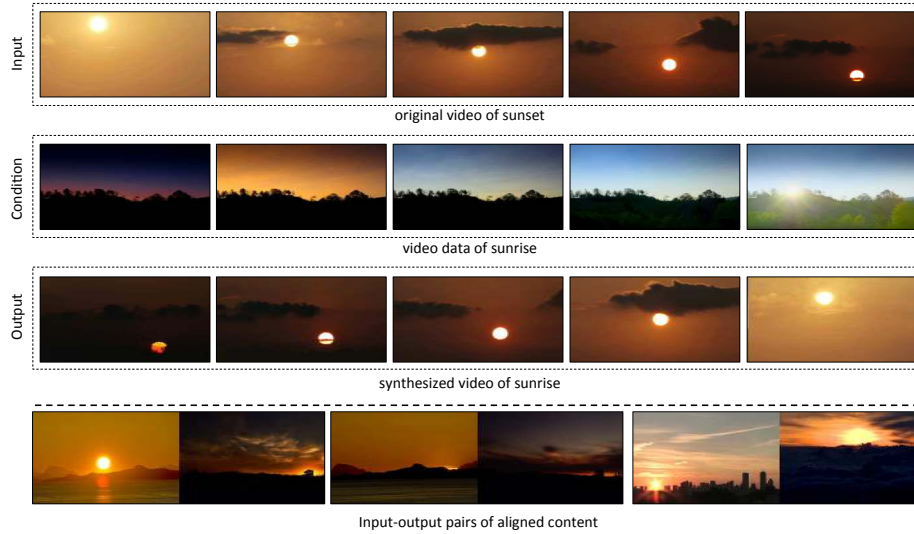 Input
original video of sunset
Condition
video data of sunrise
Output
synthesized video of sunrise
Input-output pairs of aligned content